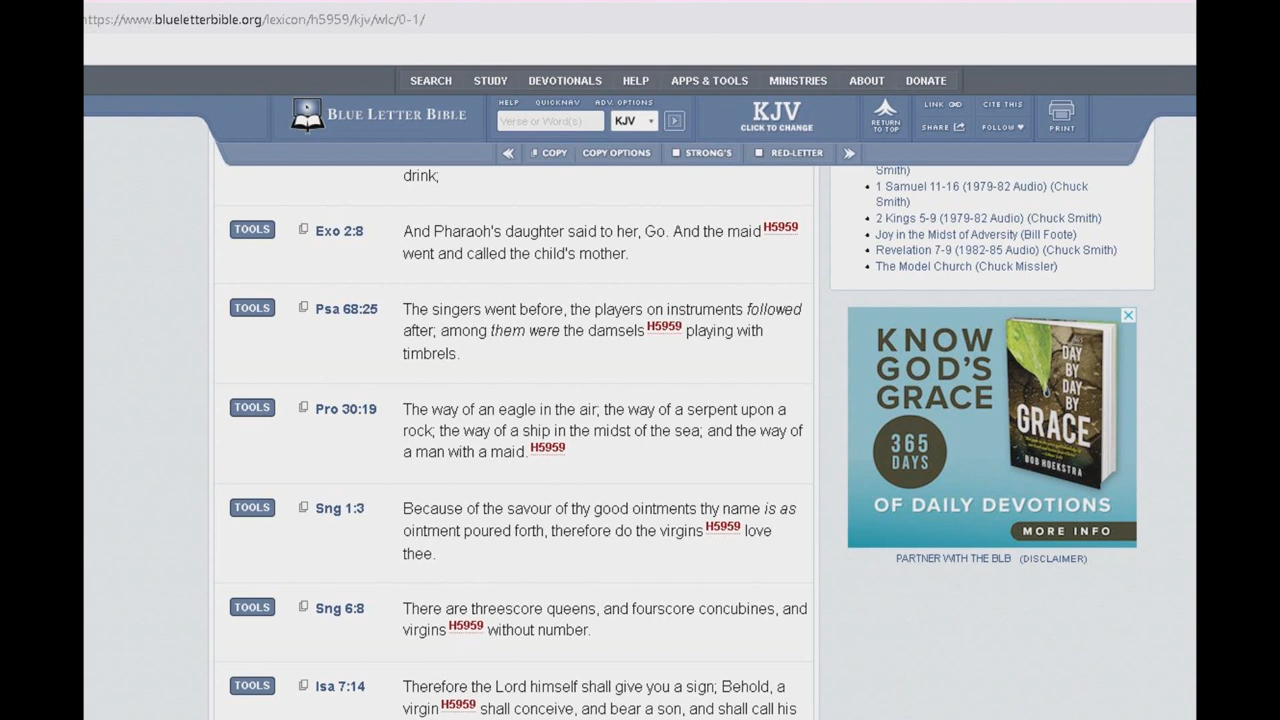 https://www.blueletterbible.org/lexicon/h5959/kjv/wlc/0-1/
SEARCH STUDY DEVOTIONALS HELP APPS & TOOLS MINISTRIES ABOUT DONATE
BLUE LETTER BIBLE
HELP QUICKNAV ADV. OPTIONS
Verse or Word(s) KJV
KJV
CLICK TO CHANGE
RETURN
TO TOP
LINK CITE THIS
SHARE FOLLOW
PRINT
COPY COPY OPTIONS STRONG'S RED-LETTER
drink;
TOOLS Exo 2:8 And Pharaoh's daughter said to her, Go. And the maid H5959
went and called the child's mother.
TOOLS Psa 68:25 The singers went before, the players on instruments followed
after; among them were the damsels H5959 playing with
timbrels.
TOOLS Pro 30:19 The way of an eagle in the air; the way of a serpent upon a
rock; the way of a ship in the midst of the sea; and the way of
a man with a maid. H5959
TOOLS Sng 1:3 Because of the savour of thy good ointments thy name is as
ointment poured forth, therefore do the virgins H5959 love
thee.
TOOLS Sng 6:8 There are threescore queens, and fourscore concubines, and
virgins H5959 without number.
TOOLS Isa 7:14 Therefore the Lord himself shall give you a sign; Behold, a
virgin H5959 shall conceive, and bear a son, and shall call his
Smith)
1 Samuel 11-16 (1979-82 Audio) (Chuck
Smith)
2 Kings 5-9 (1979-82 Audio) (Chuck Smith)
Joy in the Midst of Adversity (Bill Foote)
Revelation 7-9 (1982-85 Audio) (Chuck Smith)
The Model Church (Chuck Missler)
KNOW
GOD'S
GRACE
365
DAYS
DAY
BY
DAY
BY
GRACE
BOB HOEKSTRA
OF DAILY DEVOTIONS
MORE INFO
PARTNER WITH THE BLB (DISCLAIMER)